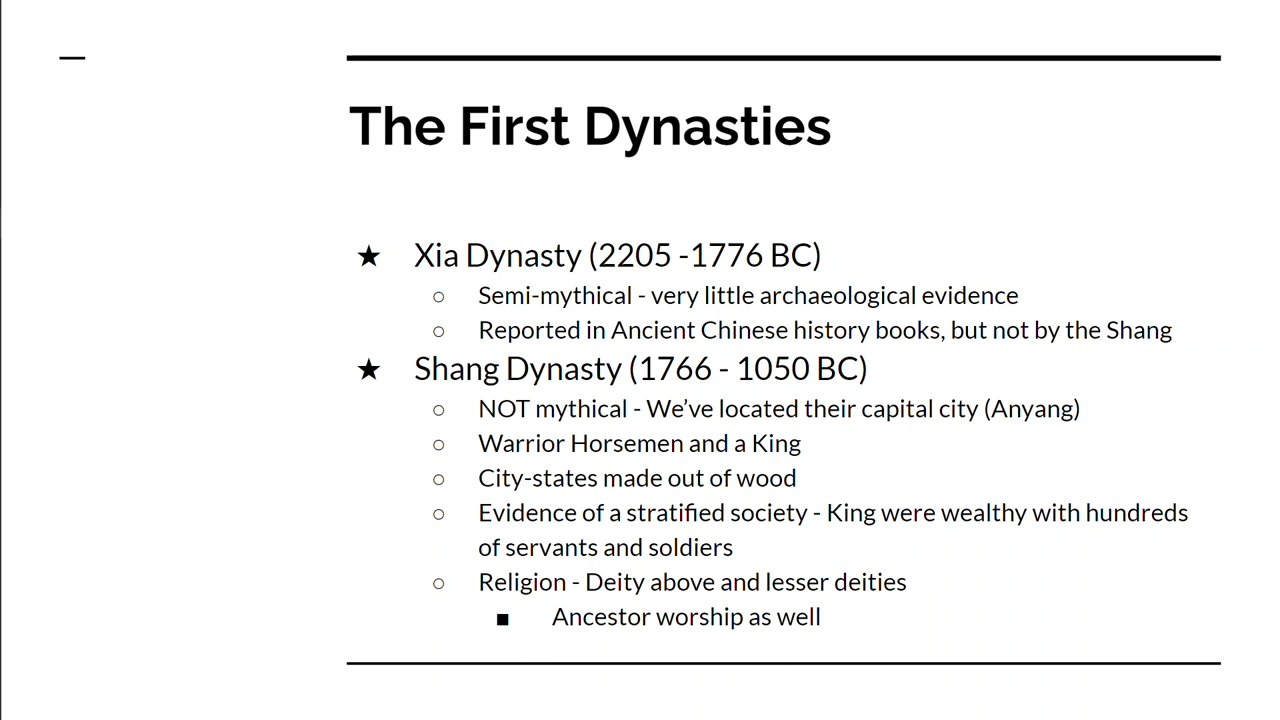 The First Dynasties
★ Xia Dynasty (2205 -1776 BC)
○ Semi-mythical - very little archaeological evidence
○ Reported in Ancient Chinese history books, but not by the Shang
★ Shang Dynasty (1766 - 1050 BC)
○ NOT mythical - We’ve located their capital city (Anyang)
○ Warrior Horsemen and a King
○ City-states made out of wood
○ Evidence of a stratified society - King were wealthy with hundreds
of servants and soldiers
○ Religion - Deity above and lesser deities
■ Ancestor worship as well